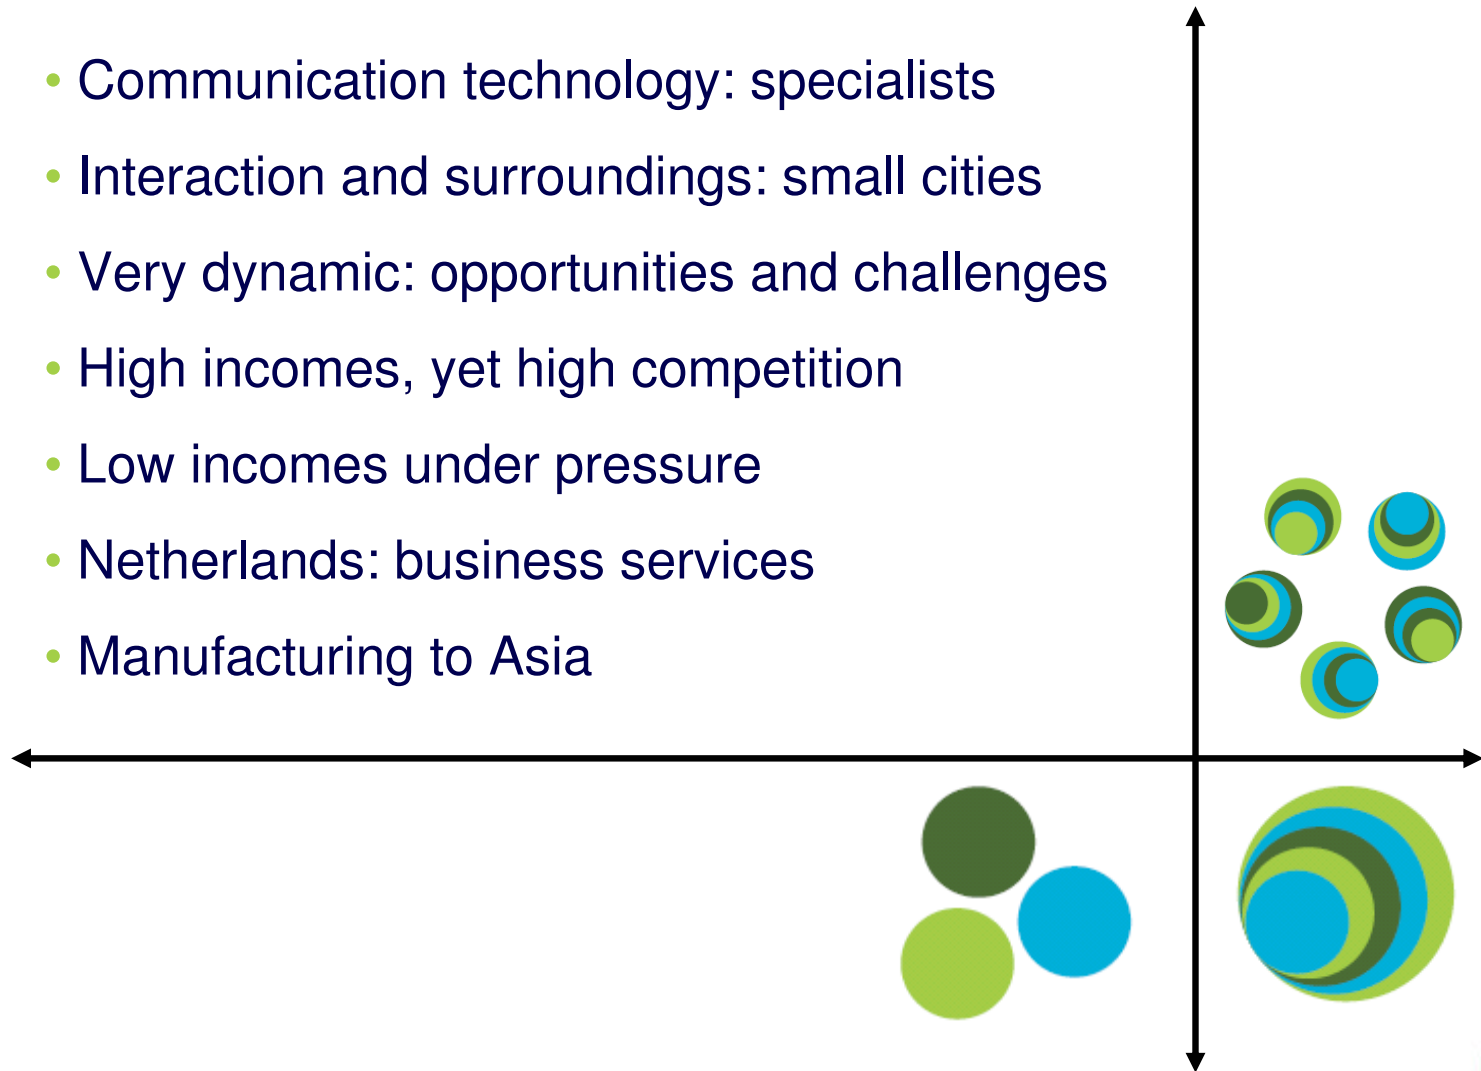 • Communication technology: specialists
• Interaction and surroundings: small cities
• Very dynamic: opportunities and challenges
• High incomes, yet high competition
• Low incomes under pressure
• Netherlands: business services
• Manufacturing to Asia